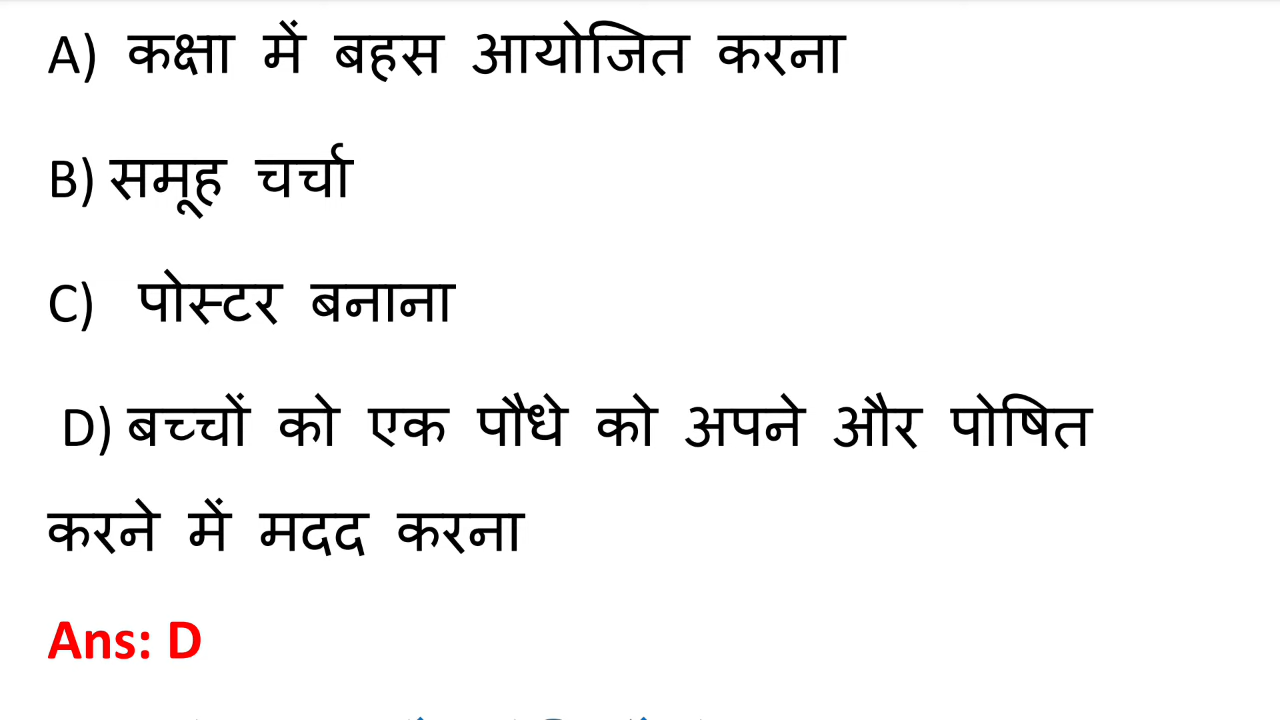 A) कक्षा में बहस आयोजित करना
B) समूह चर्चा
C) पोस्टर बनाना
D) बच्चों को एक पौधे को अपने और पोषित
करने में मदद करना
Ans: D